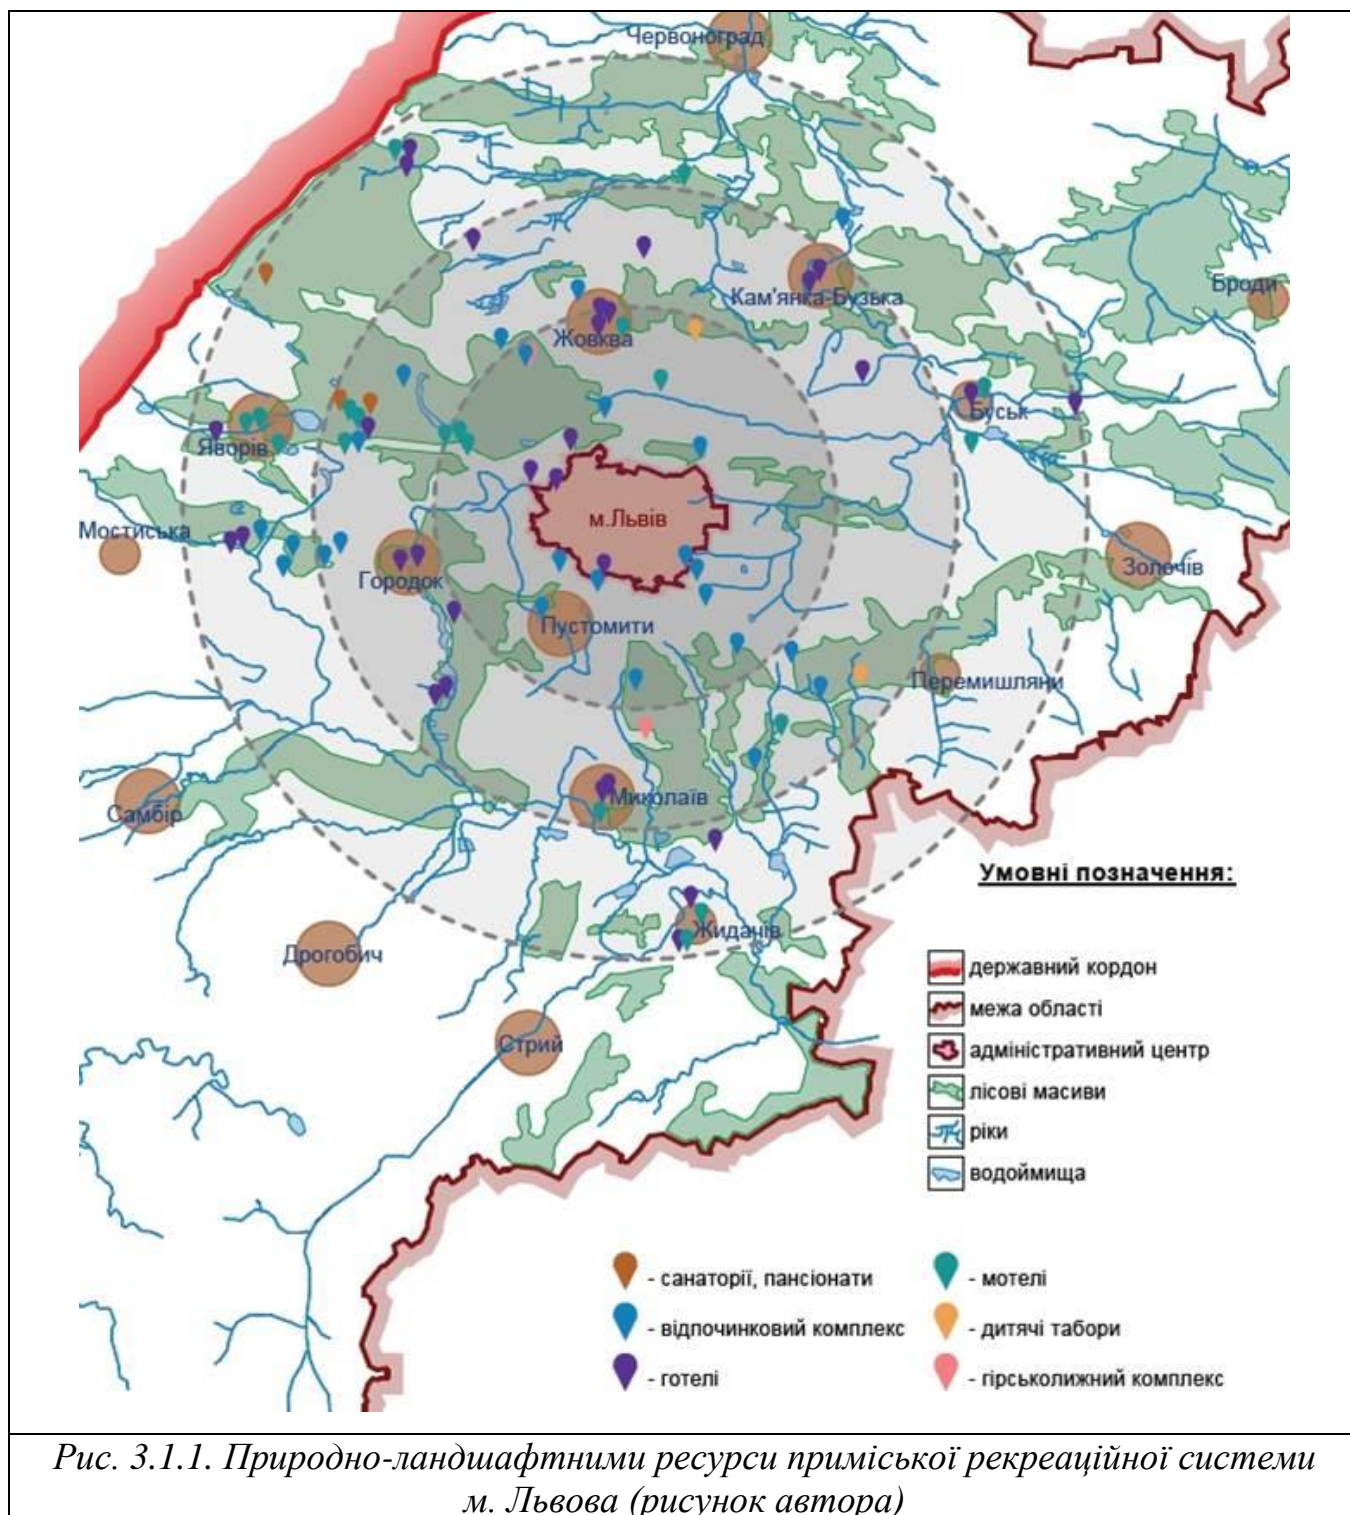 Червоноград
Броди
Кам'янка-Бузька
Жовква
Буськ
Яворів
м.Львів
Мостиська
Городок
Золочів
Пустомити
Перемишляни
Миколаїв
Самбір
Умовні позначення:
Жидачів
Дрогобич
державний кордон
межа області
Стрий
адміністративний центр
лісові масиви
ріки
водоймища
- санаторії, пансіонати
- мотелі
- відпочинковий комплекс
- дитячі табори
- готелі
- гірськолижний комплекс
Рис. 3.1.1. Природно-ландшафтними ресурси приміської рекреаційної системи
м. Львова (рисунок автора)